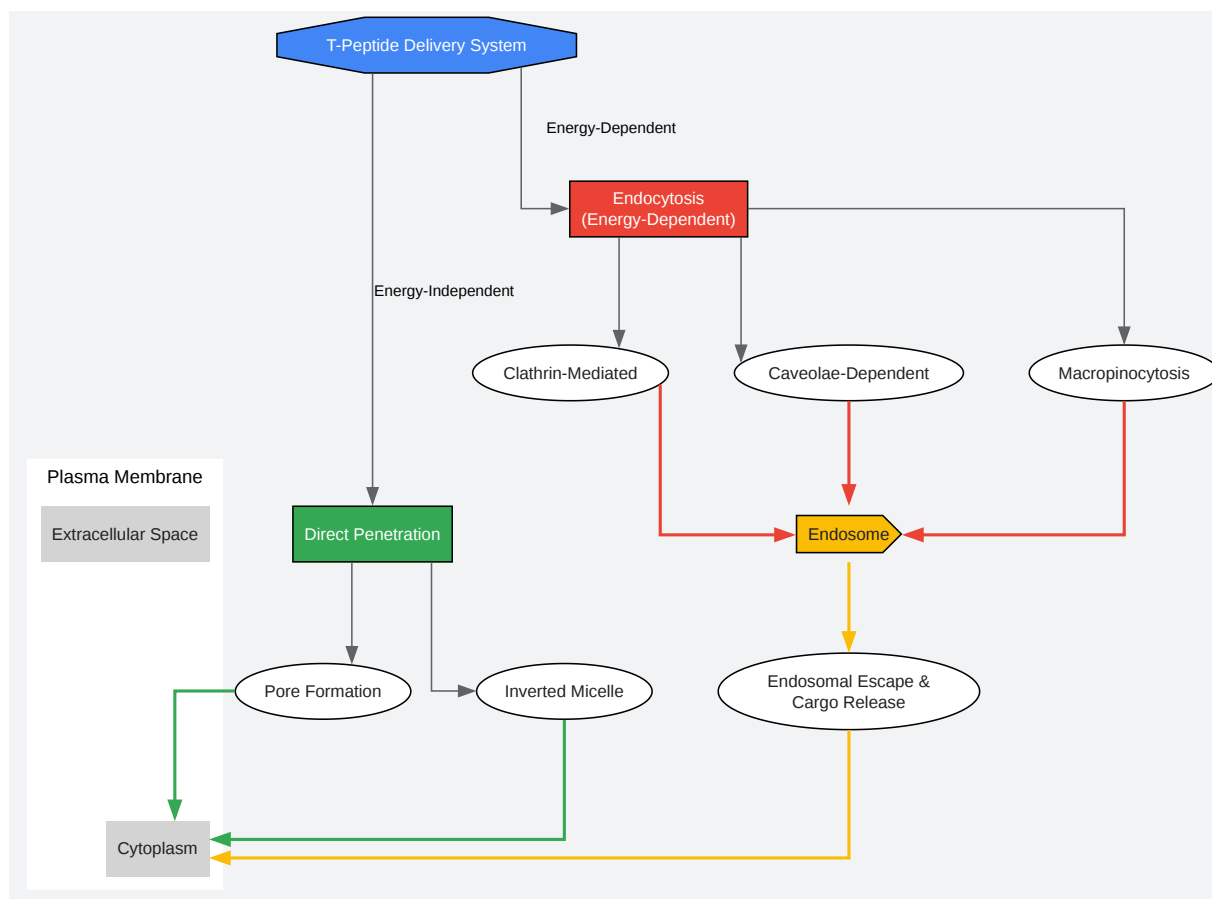 T-Peptide Delivery System
Energy-Dependent
Endocytosis
(Energy-Dependent)
Energy-Independent
Clathrin-Mediated
Caveolae-Dependent
Macropinocytosis
Plasma Membrane
Extracellular Space
Direct Penetration
Endosome
Pore Formation
Inverted Micelle
Endosomal Escape &
Cargo Release
Cytoplasm